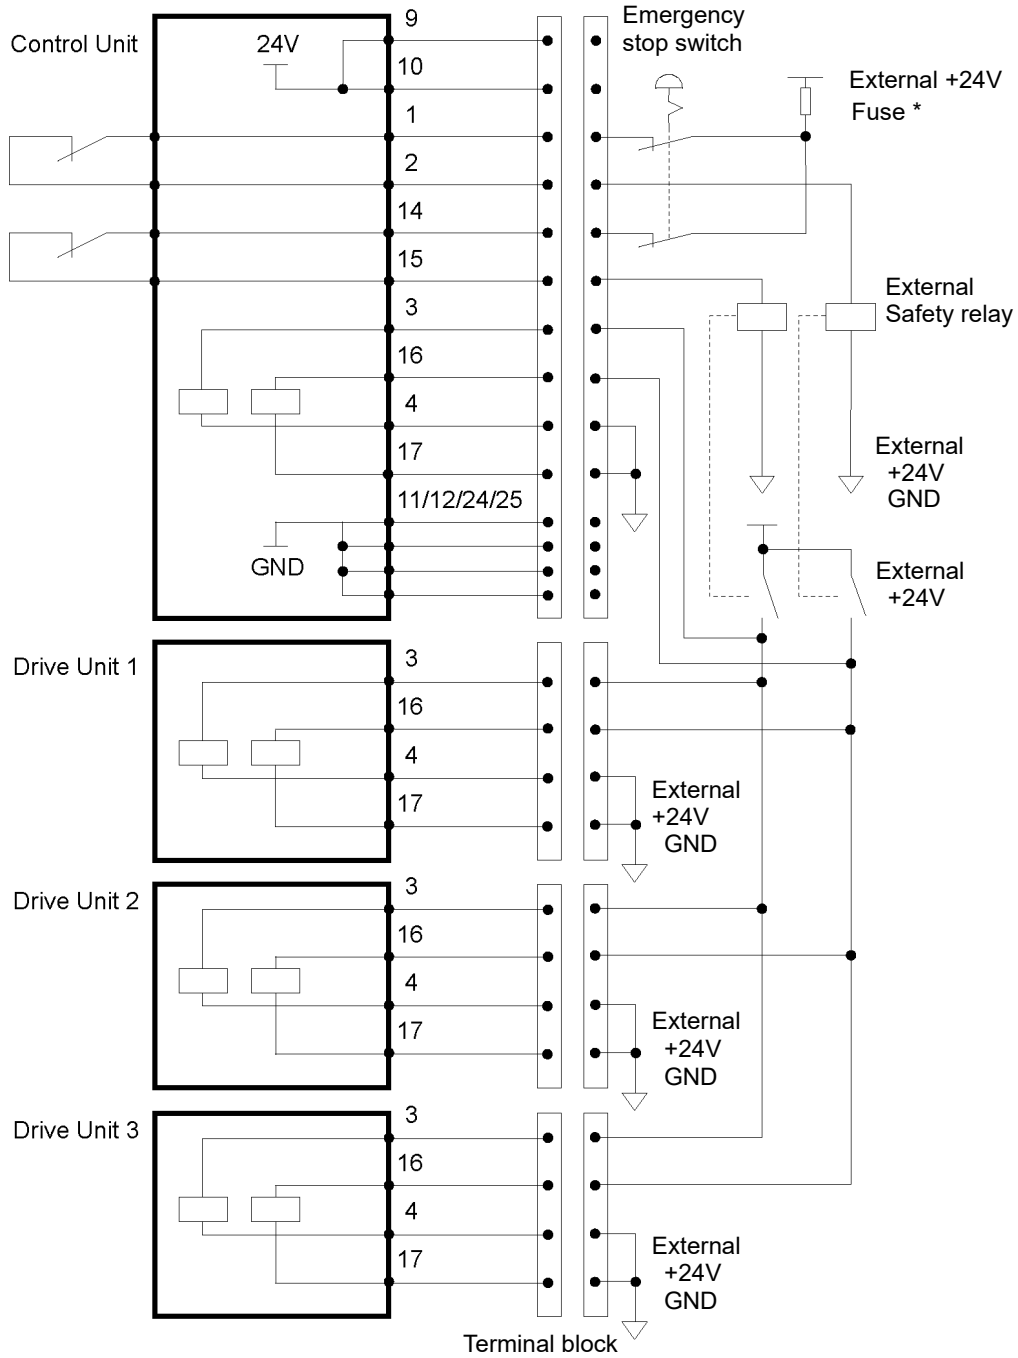 9
Emergency
stop switch
Control Unit
24V
10
External +24V
Fuse *
1
2
14
15
External
Safety relay
3
16
4
17
External
+24V
GND
11/12/24/25
GND
External
+24V
Drive Unit 1
3
16
4
17
External
+24V
GND
Drive Unit 2
3
16
4
17
External
+24V
GND
Drive Unit 3
3
16
4
17
External
+24V
GND
Terminal block